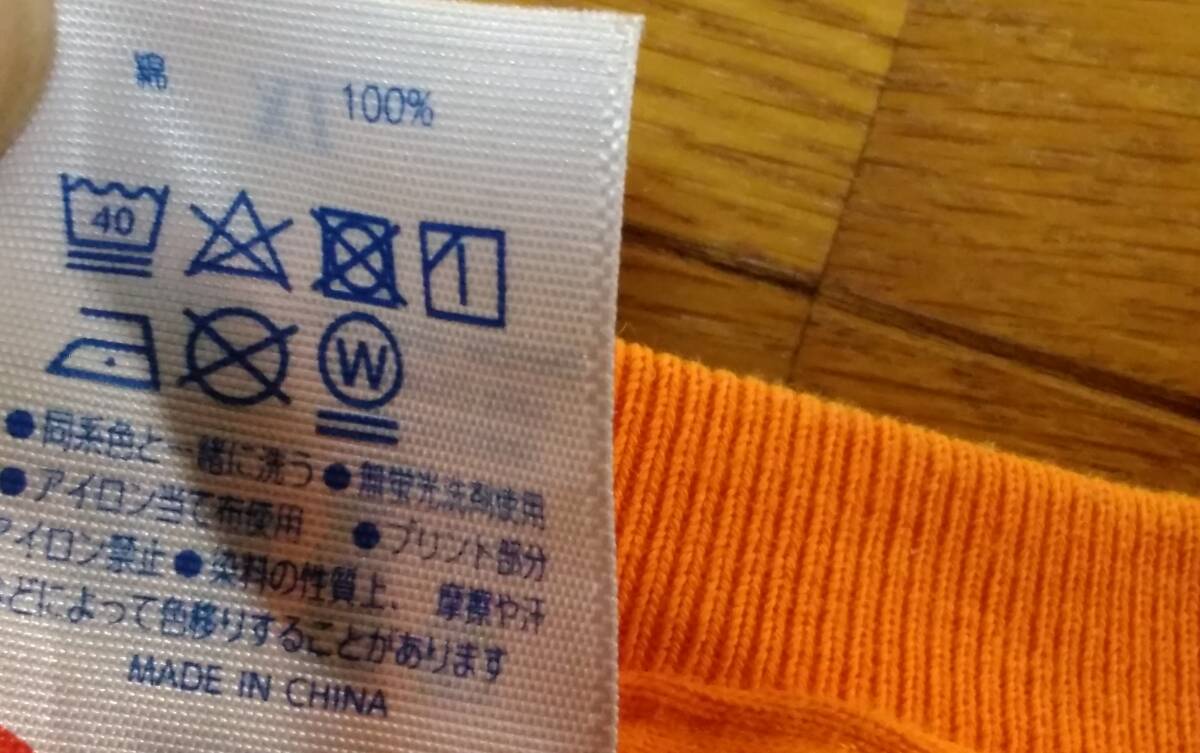 綿 100%
40
W
●同系色と一緒に洗う●無蛍光洗剤使用
●アイロン当て布使用 ●プリント部分
アイロン禁止●染料の性質上、摩擦や汗
などによって色移りすることがあります
MADE IN CHINA